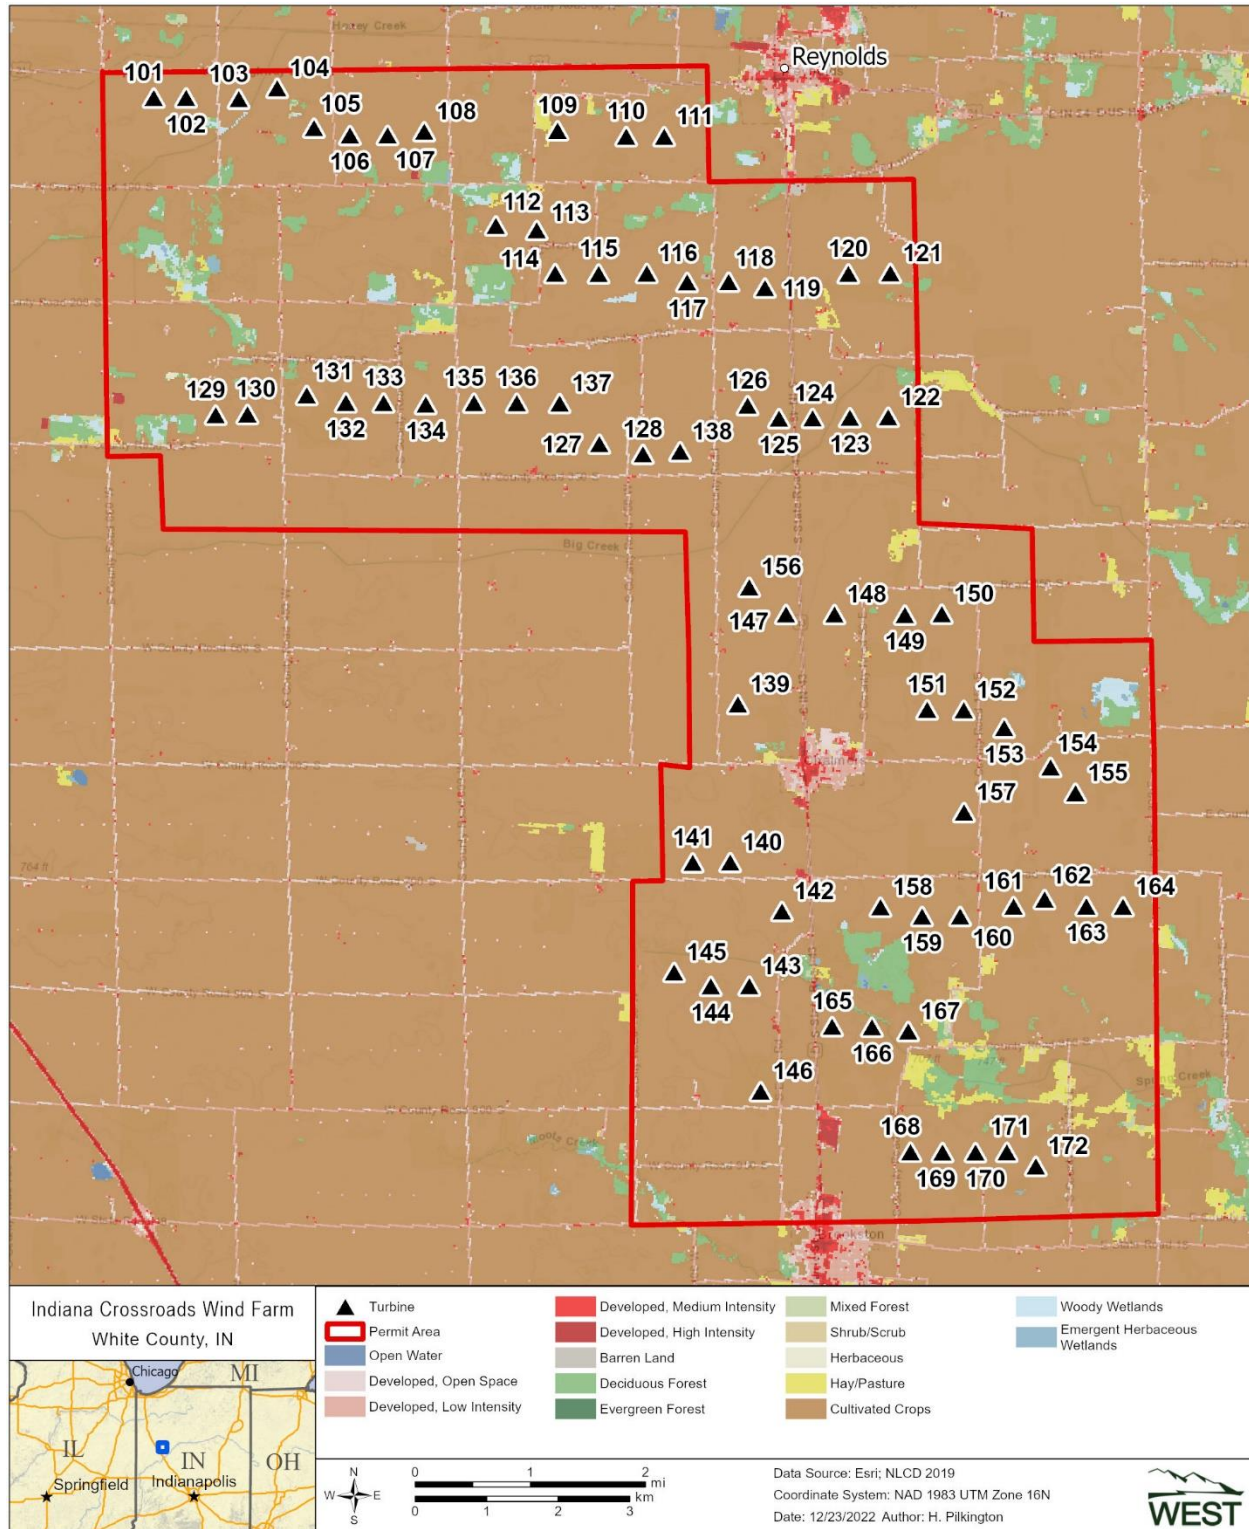 Honey Creek
Reynolds
101
102
103
104
105
106
107
108
109
110
111
112
113
114
115
116
117
118
119
120
121
129
130
131
132
133
134
135
136
137
127
128
138
126
125
124
123
122
Big Creek
156
147
148
149
150
139
151
152
153
154
155
157
Chalmers
764 ft
141
140
142
158
159
160
161
162
163
164
145
144
143
165
166
167
146
Spring Creek
168
169
170
171
172
Brookston
Indiana Crossroads Wind Farm
White County, IN
Chicago
MI
IL
IN
OH
Springfield
Indianapolis
Turbine
Permit Area
Open Water
Developed, Open Space
Developed, Low Intensity
Developed, Medium Intensity
Developed, High Intensity
Barren Land
Deciduous Forest
Evergreen Forest
Mixed Forest
Shrub/Scrub
Herbaceous
Hay/Pasture
Cultivated Crops
Woody Wetlands
Emergent Herbaceous
Wetlands
N
W E
S
0 1 2
mi
km
0 1 2 3
Data Source: Esri; NLCD 2019
Coordinate System: NAD 1983 UTM Zone 16N
Date: 12/23/2022 Author: H. Pilkington
WEST